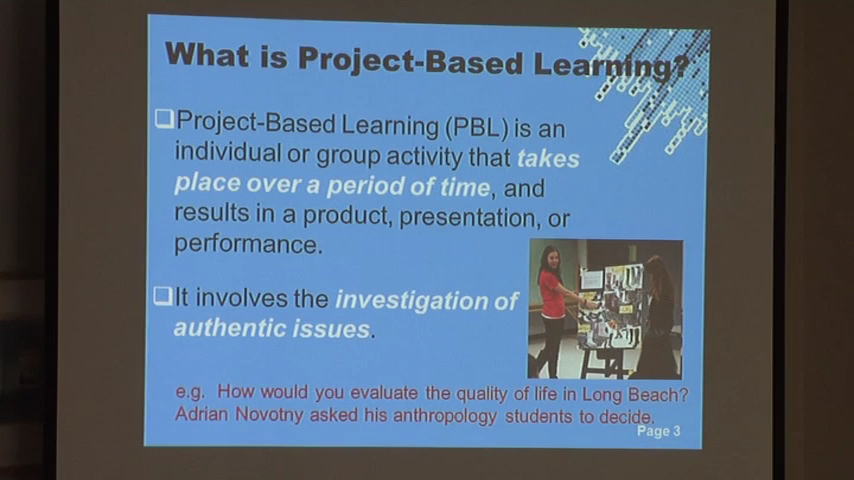 What is Project-Based Learning?
Project-Based Learning (PBL) is an
individual or group activity that takes
place over a period of time, and
results in a product, presentation, or
performance.
It involves the investigation of
authentic issues.
e.g. How would you evaluate the quality of life in Long Beach?
Adrian Novotny asked his anthropology students to decide.
Page 3